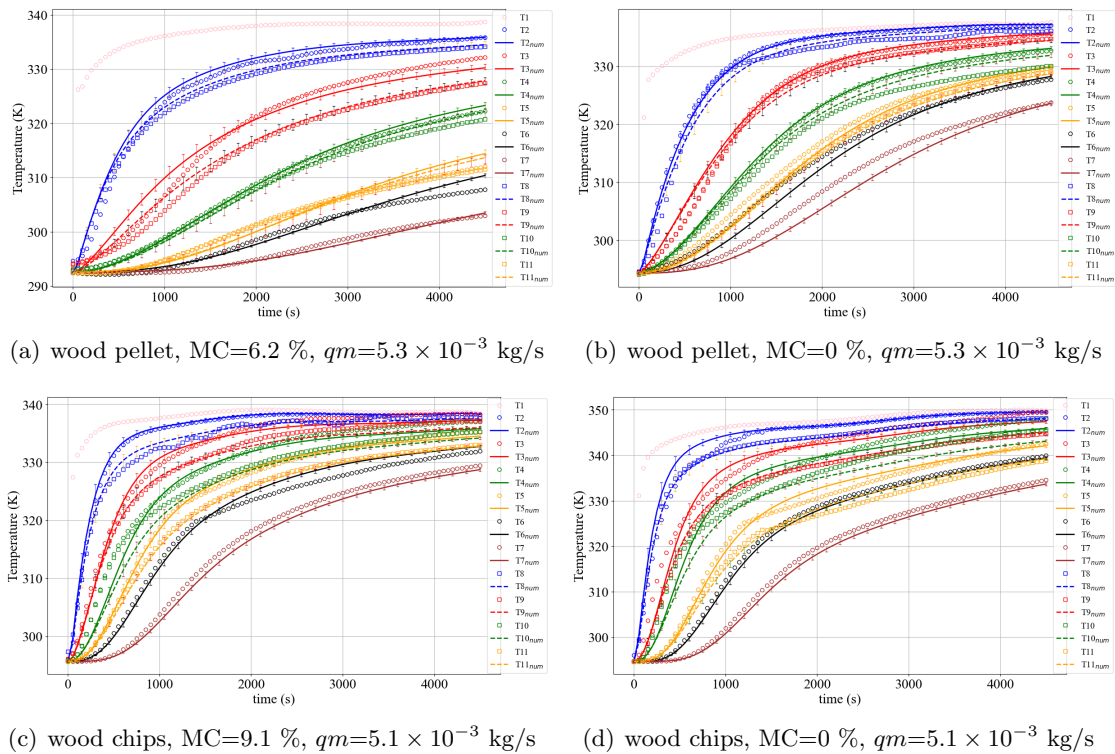 340
330
320
310
300
290
Temperature (K)
0 1000 2000 3000 4000
time (s)
T1
T2
T2num
T3
T3num
T4
T4num
T5
T5num
T6
T6num
T7
T7num
T8
T8num
T9
T9num
T10
T10num
T11
T11num
330
320
310
300
Temperature (K)
0 1000 2000 3000 4000
time (s)
T1
T2
T2num
T3
T3num
T4
T4num
T5
T5num
T6
T6num
T7
T7num
T8
T8num
T9
T9num
T10
T10num
T11
T11num
(a) wood pellet, MC=6.2 %, qm=5.3 × 10⁻³ kg/s
(b) wood pellet, MC=0 %, qm=5.3 × 10⁻³ kg/s
340
330
320
310
300
Temperature (K)
0 1000 2000 3000 4000
time (s)
T1
T2
T2num
T3
T3num
T4
T4num
T5
T5num
T6
T6num
T7
T7num
T8
T8num
T9
T9num
T10
T10num
T11
T11num
350
340
330
320
310
300
Temperature (K)
0 1000 2000 3000 4000
time (s)
T1
T2
T2num
T3
T3num
T4
T4num
T5
T5num
T6
T6num
T7
T7num
T8
T8num
T9
T9num
T10
T10num
T11
T11num
(c) wood chips, MC=9.1 %, qm=5.1 × 10⁻³ kg/s
(d) wood chips, MC=0 %, qm=5.1 × 10⁻³ kg/s